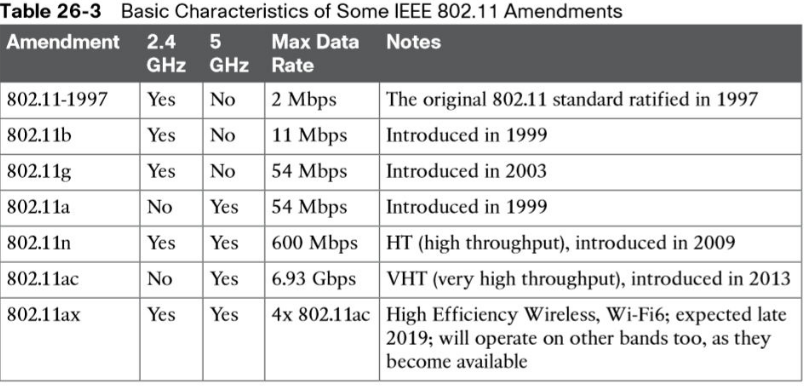 Table 26-3 Basic Characteristics of Some IEEE 802.11 Amendments
Amendment 2.4 GHz 5 GHz Max Data Rate Notes
802.11-1997 Yes No 2 Mbps The original 802.11 standard ratified in 1997
802.11b Yes No 11 Mbps Introduced in 1999
802.11g Yes No 54 Mbps Introduced in 2003
802.11a No Yes 54 Mbps Introduced in 1999
802.11n Yes Yes 600 Mbps HT (high throughput), introduced in 2009
802.11ac No Yes 6.93 Gbps VHT (very high throughput), introduced in 2013
802.11ax Yes Yes 4x 802.11ac High Efficiency Wireless, Wi-Fi6; expected late
2019; will operate on other bands too, as they
become available